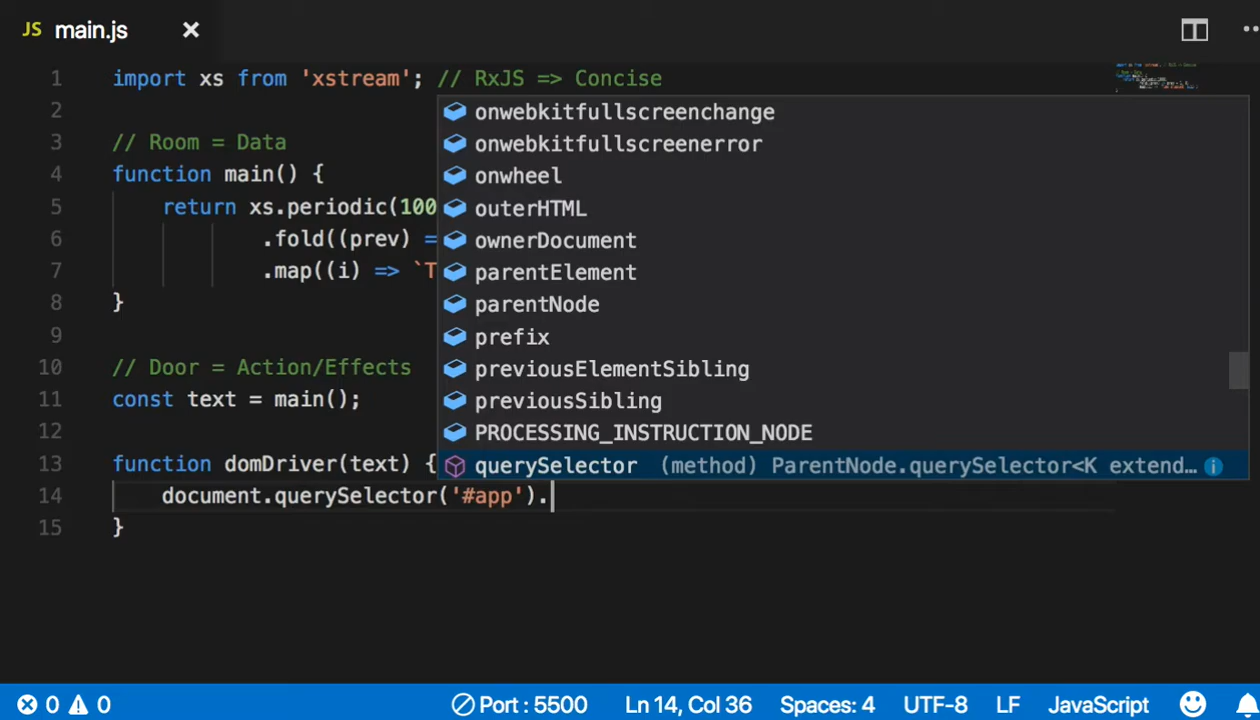 JS main.js
1 import xs from 'xstream'; // RxJS => Concise
2
3 // Room = Data
4 function main() {
5 return xs.periodic(100
6 .fold((prev) =
7 .map((i) => `T
8 }
9
10 // Door = Action/Effects
11 const text = main();
12
13 function domDriver(text) {
14 document.querySelector('#app').
15 }
onwebkitfullscreenchange
onwebkitfullscreenerror
onwheel
outerHTML
ownerDocument
parentElement
parentNode
prefix
previousElementSibling
previousSibling
PROCESSING_INSTRUCTION_NODE
querySelector (method) ParentNode.querySelector<K extend…
0 0 Port : 5500 Ln 14, Col 36 Spaces: 4 UTF-8 LF JavaScript